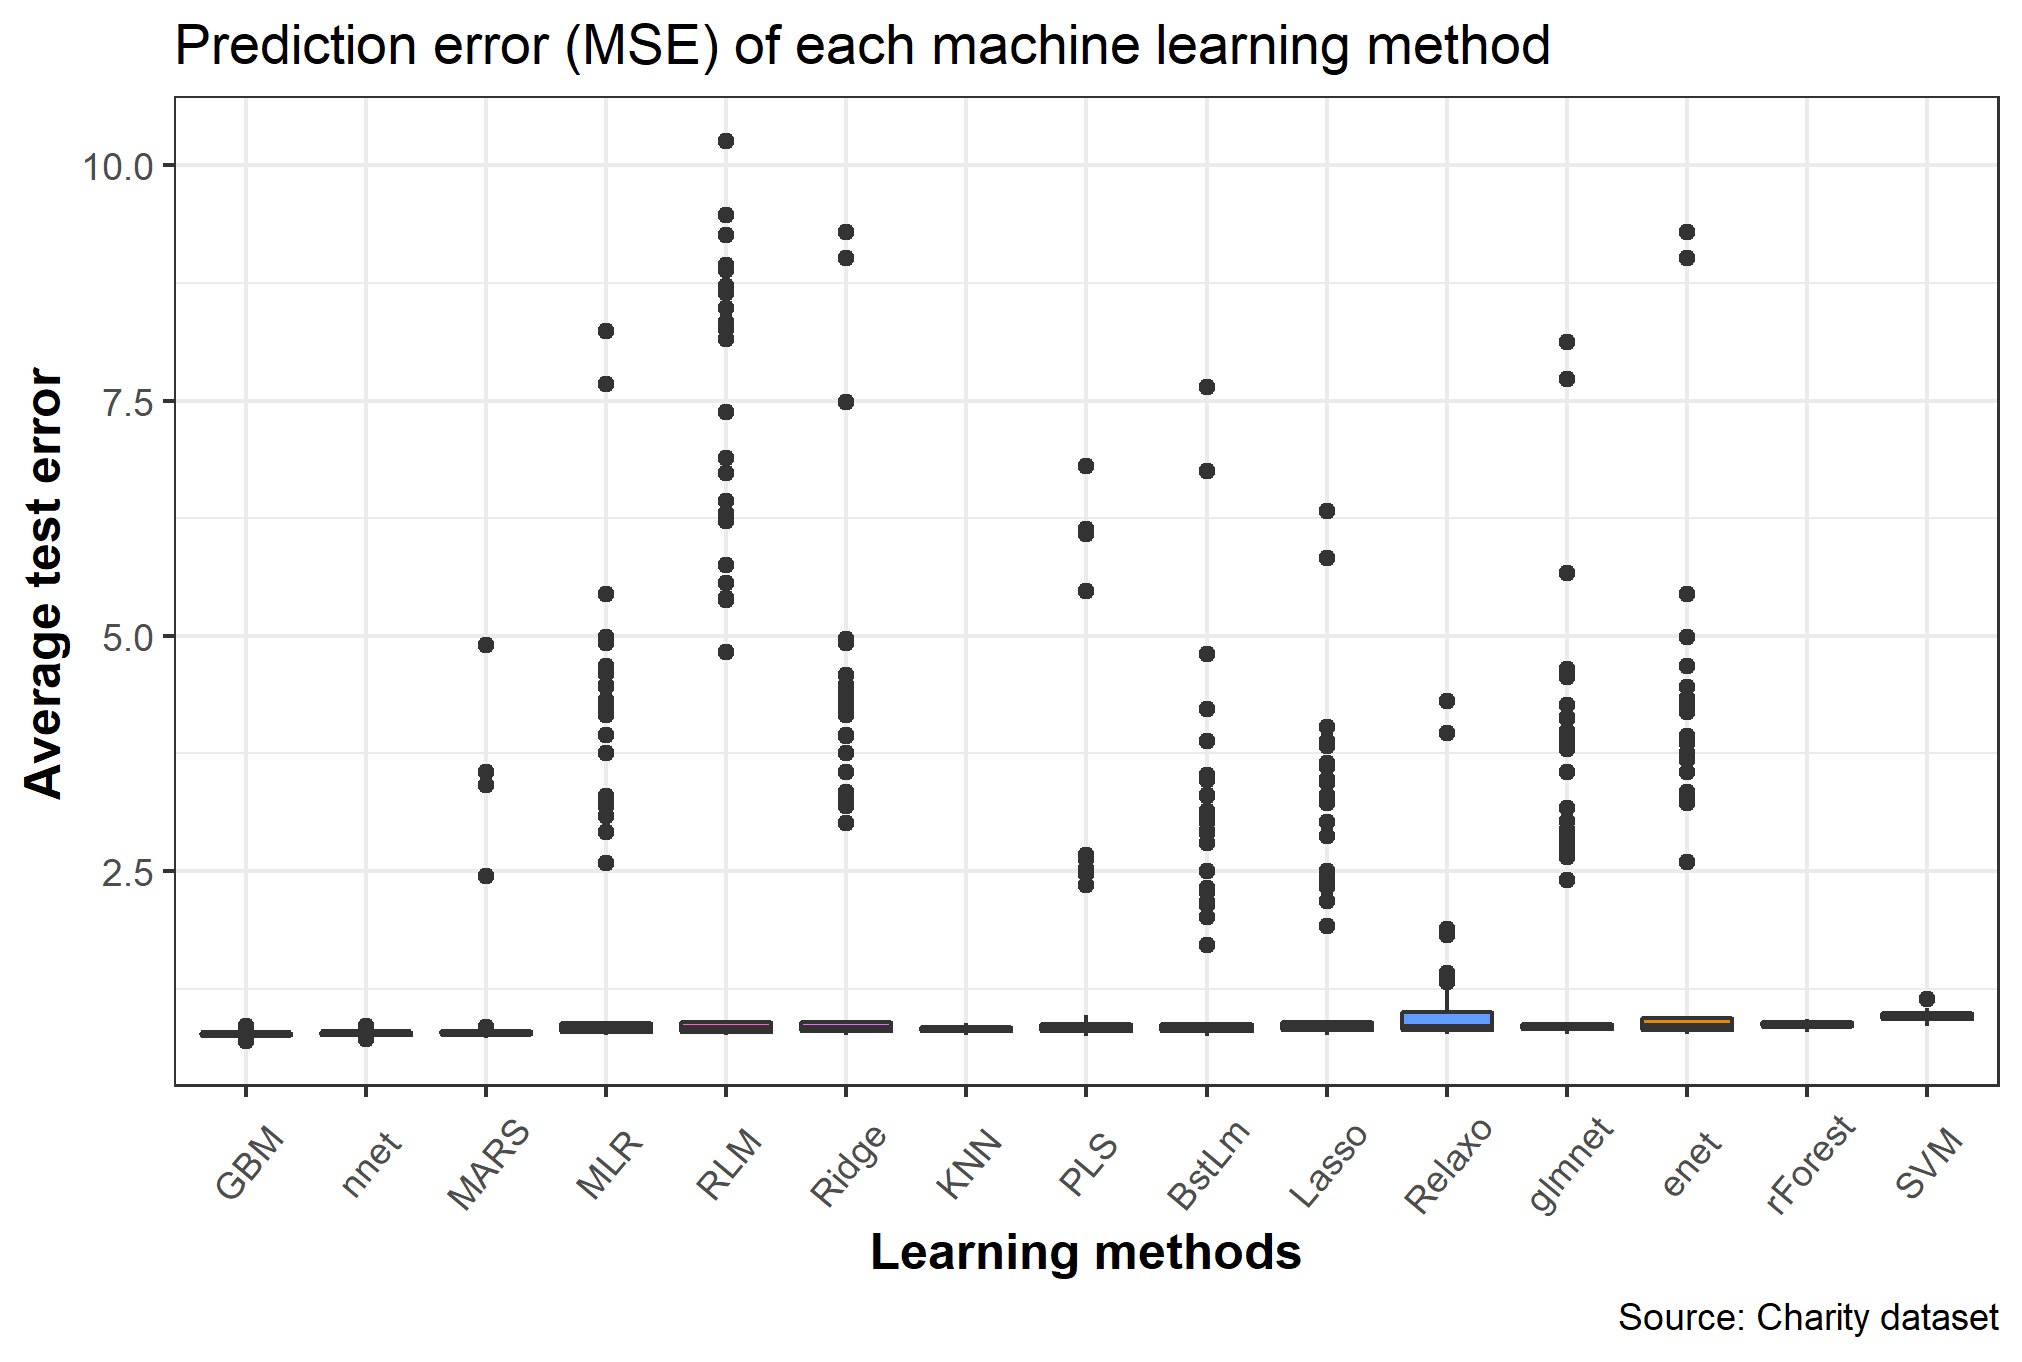 Prediction error (MSE) of each machine learning method
Average test error
10.0
7.5
5.0
2.5
GBM
nnet
MARS
MLR
RLM
Ridge
KNN
PLS
BstLm
Lasso
Relaxo
glmnet
enet
rForest
SVM
Learning methods
Source: Charity dataset